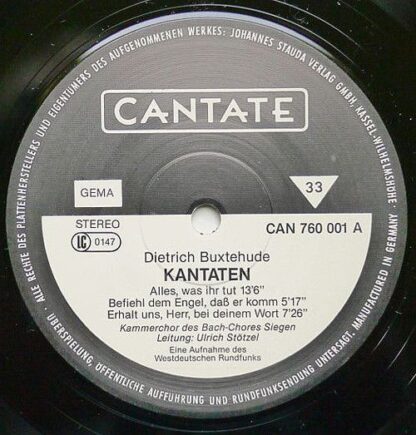 ALLE RECHTE DES PLATTENHERSTELLERS UND EIGENTÜMERS DES AUFGENOMMENEN WERKES: JOHANNES STAUDA VERLAG GMBH, KASSEL-WILHELMSHÖHE
CANTATE
GEMA
33
STEREO
LC 0147
CAN 760 001 A
Dietrich Buxtehude
KANTATEN
Alles, was ihr tut 13'6"
Befiehl dem Engel, daß er komm 5'17"
Erhalt uns, Herr, bei deinem Wort 7'26"
Kammerchor des Bach-Chores Siegen
Leitung: Ulrich Stötzel
Eine Aufnahme des
Westdeutschen Rundfunks
· ÜBERSPIELUNG, ÖFFENTLICHE AUFFÜHRUNG UND RUNDFUNKSENDUNG UNTERSAGT. MANUFACTURED IN GERMANY ·